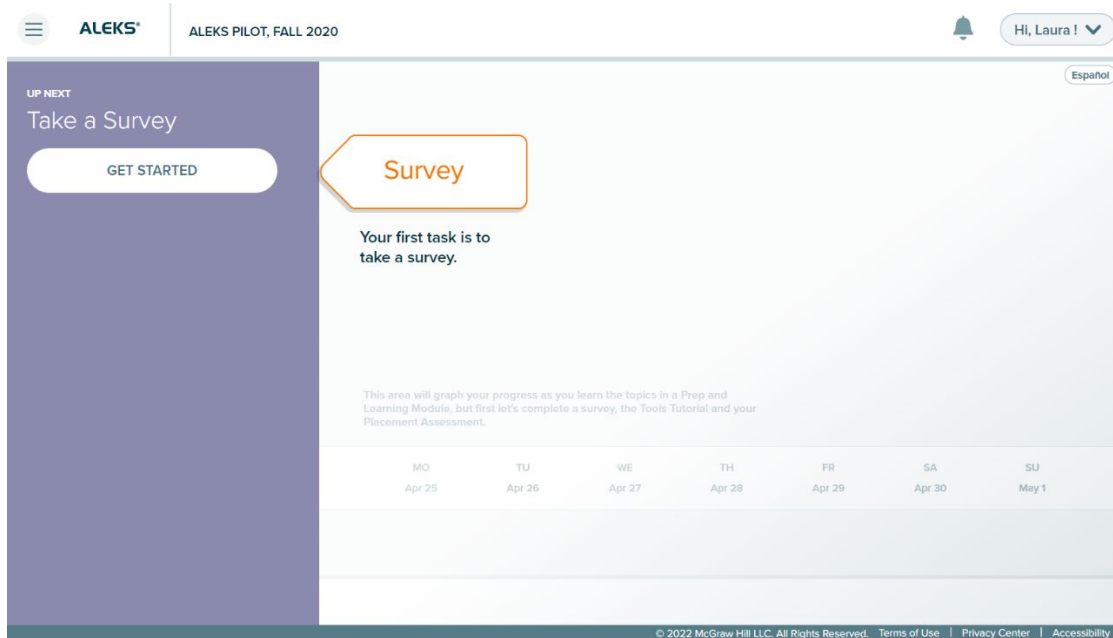 ALEKS®
ALEKS PILOT, FALL 2020
Hi, Laura !
Español
UP NEXT
Take a Survey
GET STARTED
Survey
Your first task is to
take a survey.
This area will graph your progress as you learn the topics in a Prep and
Learning Module, but first let's complete a survey, the Tools Tutorial and your
Placement Assessment.
MO TU WE TH FR SA SU
Apr 25 Apr 26 Apr 27 Apr 28 Apr 29 Apr 30 May 1
© 2022 McGraw Hill LLC. All Rights Reserved. Terms of Use | Privacy Center | Accessibility